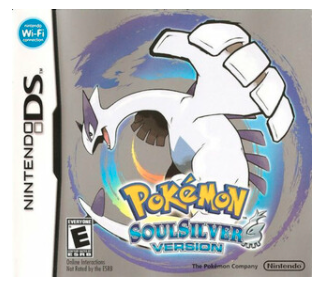 Nintendo
Wi-Fi
CONNECTION
NINTENDO DS
POKéMON
SOULSILVER
VERSION
EVERYONE
E
ESRB
Online Interactions
Not Rated by the ESRB
The Pokémon Company
Nintendo